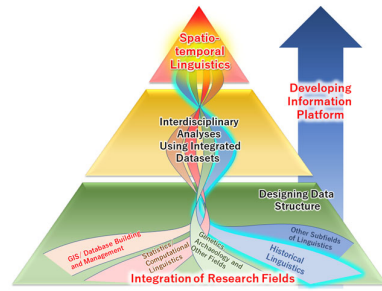 Spatio-
temporal
Linguistics
Developing
Information
Platform
Interdisciplinary
Analyses
Using Integrated
Datasets
Designing Data
Structure
GIS/ Database Building
and Management
Statistics
Computational
Linguistics
Genetics
Archaeology and
Other Fields
Historical
Linguistics
Other Subfields
of Linguistics
Integration of Research Fields